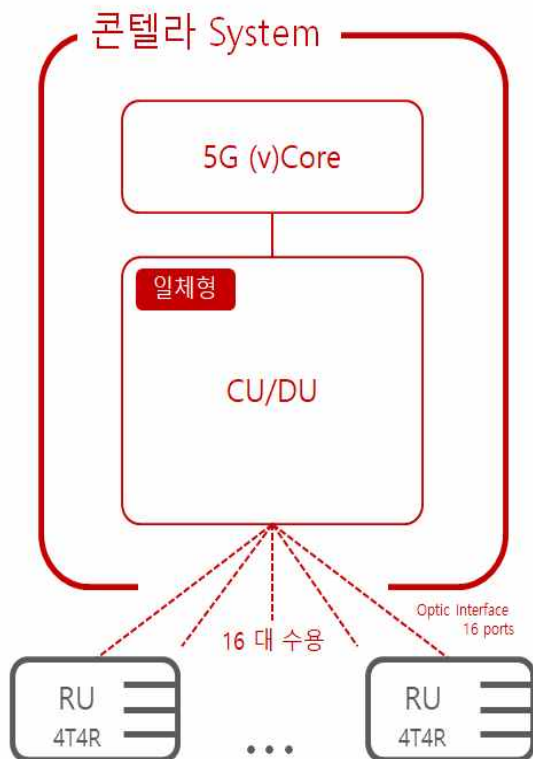 콘텔라 System
5G (v)Core
일체형
CU/DU
Optic Interface
16 ports
16 대 수용
RU
4T4R
...
RU
4T4R